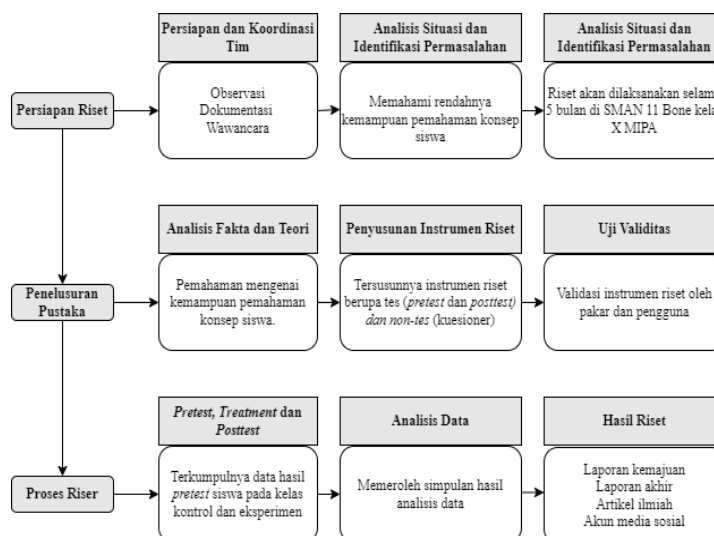 Persiapan dan Koordinasi
Tim
Analisis Situasi dan
Identifikasi Permasalahan
Analisis Situasi dan
Identifikasi Permasalahan
Persiapan Riset
Observasi
Dokumentasi
Wawancara
Memahami rendahnya
kemampuan pemahaman konsep
siswa
Riset akan dilaksanakan selam
5 bulan di SMAN 11 Bone kela
X MIPA
Analisis Fakta dan Teori
Penyusunan Instrumen Riset
Uji Validitas
Penelusuran
Pustaka
Pemahaman mengenai
kemampuan pemahaman
konsep siswa.
Tersusunnya instrumen riset
berupa tes (pretest dan posttest)
dan non-tes (kuesioner)
Validasi instrumen riset oleh
pakar dan pengguna
Pretest, Treatment dan
Posttest
Analisis Data
Hasil Riset
Proses Riser
Terkumpulnya data hasil
pretest siswa pada kelas
kontrol dan eksperimen
Memeroleh simpulan hasil
analisis data
Laporan kemajuan
Laporan akhir
Artikel ilmiah
Akun media sosial